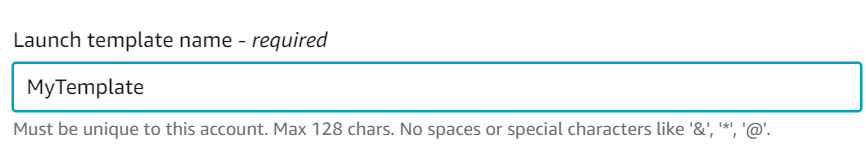 Launch template name - required
MyTemplate
Must be unique to this account. Max 128 chars. No spaces or special characters like '&', '*', '@'.